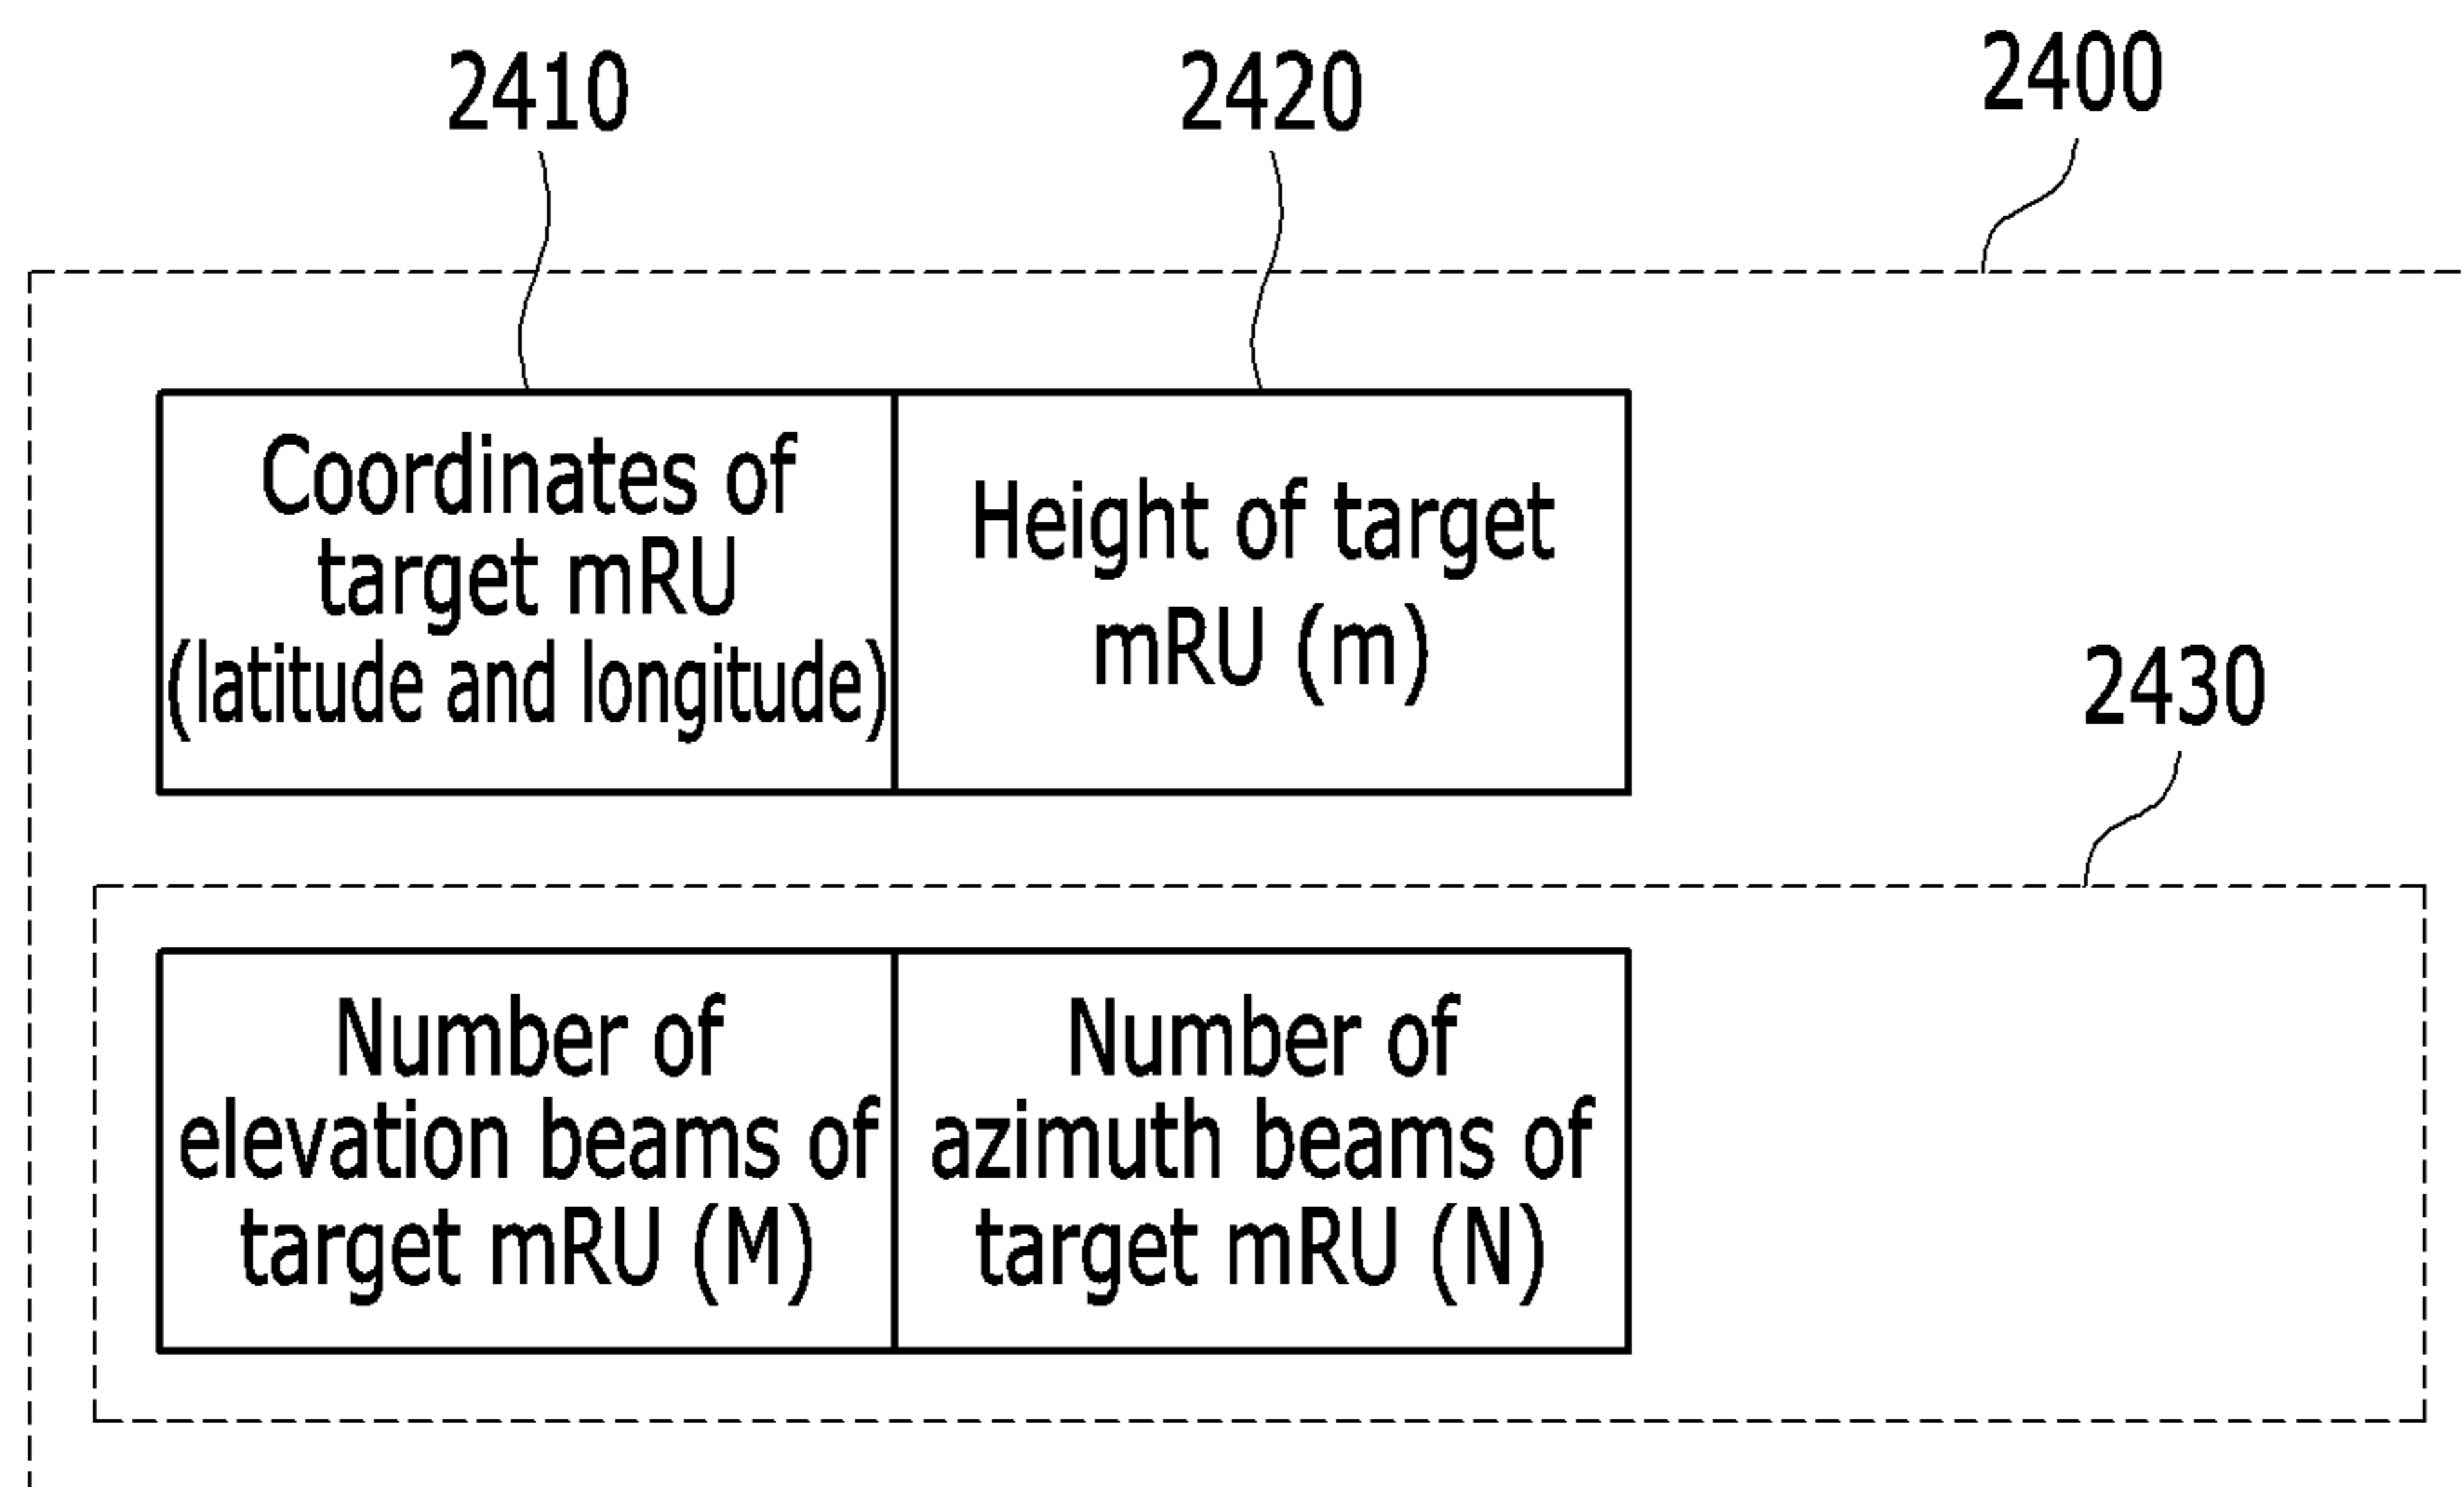 2410
2420
2400
Coordinates of
target mRU
(latitude and longitude)
Height of target
mRU (m)
2430
Number of
elevation beams of
target mRU (M)
Number of
azimuth beams of
target mRU (N)